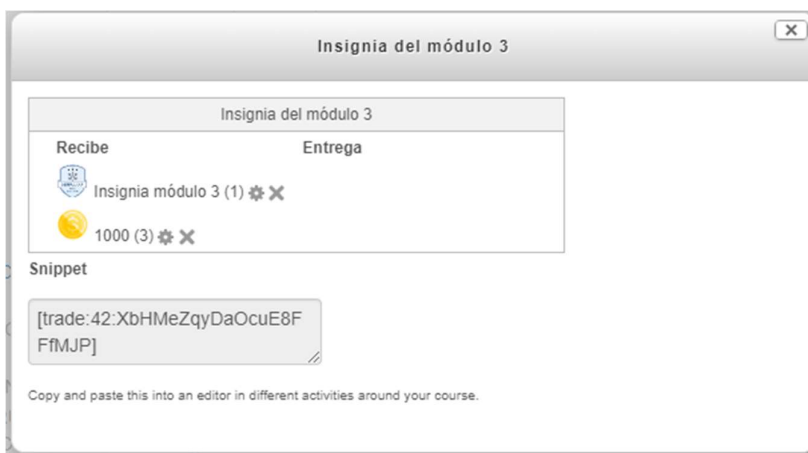 Insignia del módulo 3
Insignia del módulo 3
Recibe Entrega
Insignia módulo 3 (1)
1000 (3)
Snippet
[trade:42:XbHMeZqyDaOcuE8F
FfMJP]
Copy and paste this into an editor in different activities around your course.